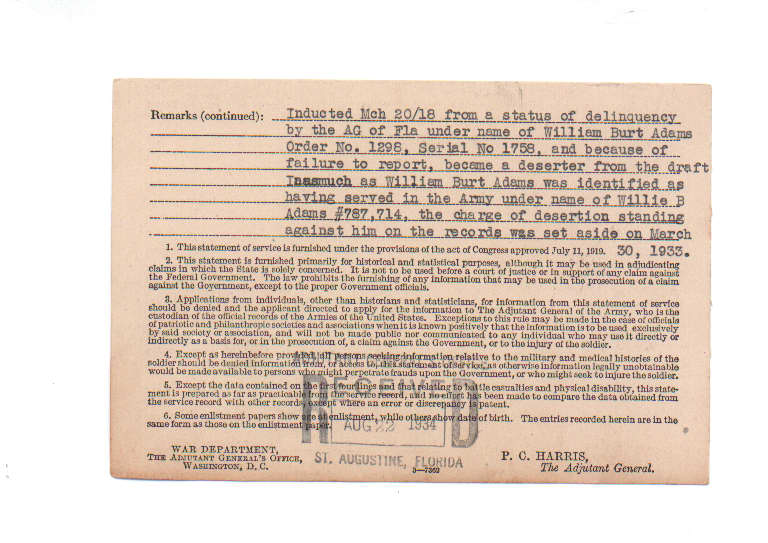 Remarks (continued): Inducted Mch 20/18 from a status of delinquency
by the AG of Fla under name of William Burt Adams
Order No. 1298, Serial No 1758, and because of
failure to report, became a deserter from the draft
Inasmuch as William Burt Adams was identified as
having served in the Army under name of Willie B
Adams #787,714, the charge of desertion standing
against him on the records was set aside on March
1. This statement of service is furnished under the provisions of the act of Congress approved July 11, 1919. 30, 1933.
2. This statement is furnished primarily for historical and statistical purposes, although it may be used in adjudicating
claims in which the State is solely concerned. It is not to be used before a court of justice or in support of any claim against
the Federal Government. The law prohibits the furnishing of any information that may be used in the prosecution of a claim
against the Government, except to the proper Government officials.
3. Applications from individuals, other than historians and statisticians, for information from this statement of service
should be denied and the applicant directed to apply for the information to The Adjutant General of the Army, who is the
custodian of the official records of the Armies of the United States. Exceptions to this rule may be made in the case of officials
of patriotic and philanthropic societies and associations when it is known positively that the information is to be used exclusively
by said society or association, and will not be made public nor communicated to any individual who may use it directly or
indirectly as a basis for, or in the prosecution of, a claim against the Government, or to the injury of the soldier.
4. Except as hereinbefore provided, all persons seeking information relative to the military and medical histories of the
soldier should be denied information from, or access to, this statement of service, as otherwise information legally unobtainable
would be made available to persons who might perpetrate frauds upon the Government, or who might seek to injure the soldier.
5. Except the data contained on the first form lings and that relating to battle casualties and physical disability, this state-
ment is prepared as far as practicable from the service record, and no effort has been made to compare the data obtained from
the service record with other records, except where an error or discrepancy is patent.
6. Some enlistment papers show age at enlistment, while others show date of birth. The entries recorded herein are in the
same form as those on the enlistment paper.
RECEIVED
AUG 22 1934
ST. AUGUSTINE, FLORIDA
WAR DEPARTMENT,
THE ADJUTANT GENERAL'S OFFICE,
WASHINGTON, D. C.
3—7369
P. C. HARRIS,
The Adjutant General.